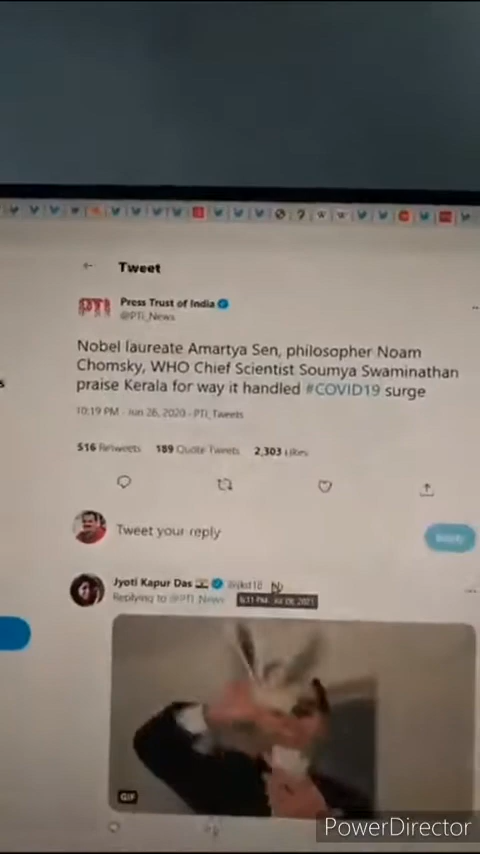 Tweet
PTI
Press Trust of India
@PTI_News
Nobel laureate Amartya Sen, philosopher Noam
Chomsky, WHO Chief Scientist Soumya Swaminathan
praise Kerala for way it handled #COVID19 surge
10:19 PM · Jun 26, 2020 · PTI_Tweets
516 Retweets 189 Quote Tweets 2,303 Likes
Tweet your reply
Reply
Jyoti Kapur Das
Replying to @PTI_News
GIF
PowerDirector